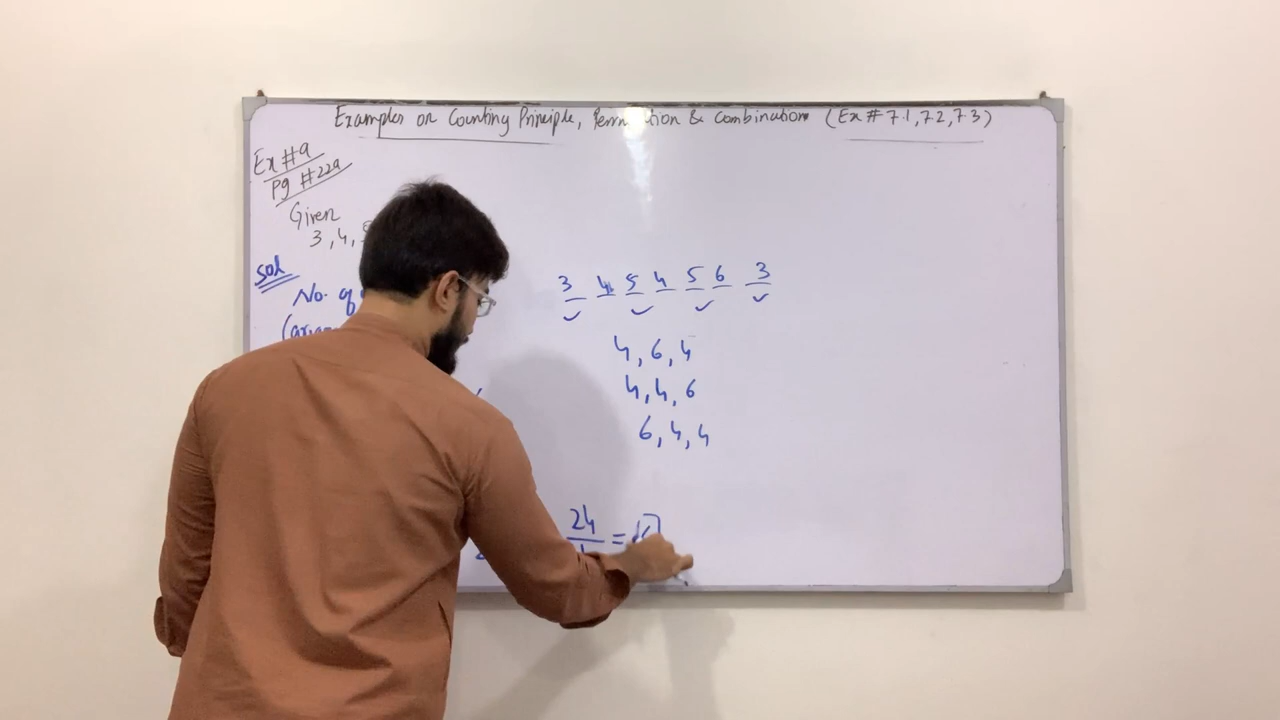 Examples on Counting Principle, & Combination (Ex # 7.1, 7.2, 7.3)
Ex #9
Pg #229
Given
3, 4,
Sol
No. of
3 4 5 4 5 6 3
4, 6, 4
4, 4, 6
6, 4, 4
24
=